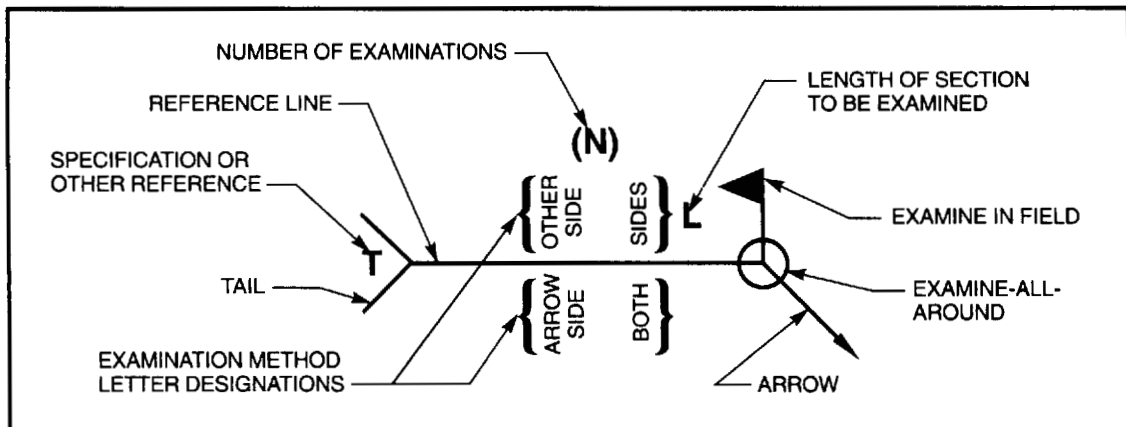 NUMBER OF EXAMINATIONS
LENGTH OF SECTION
TO BE EXAMINED
REFERENCE LINE
(N)
SPECIFICATION OR
OTHER REFERENCE
OTHER
SIDE
SIDES
L
EXAMINE IN FIELD
T
TAIL
ARROW
SIDE
BOTH
EXAMINE-ALL-
AROUND
EXAMINATION METHOD
LETTER DESIGNATIONS
ARROW